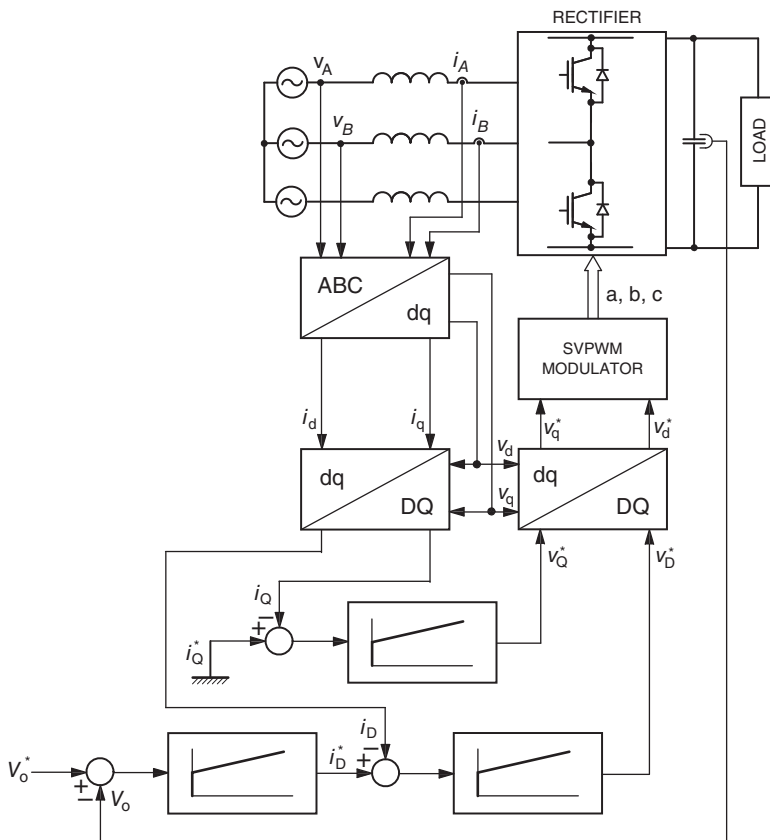 RECTIFIER
v_A
i_A
v_B
i_B
LOAD
ABC
dq
a, b, c
SVPWM
MODULATOR
i_d
i_q
v_q^*
v_d^*
dq
DQ
v_d
v_q
dq
DQ
v_Q^*
v_D^*
i_Q
+
−
i_Q^*
i_D
i_D^*
+
−
V_o^*
+
−
V_o